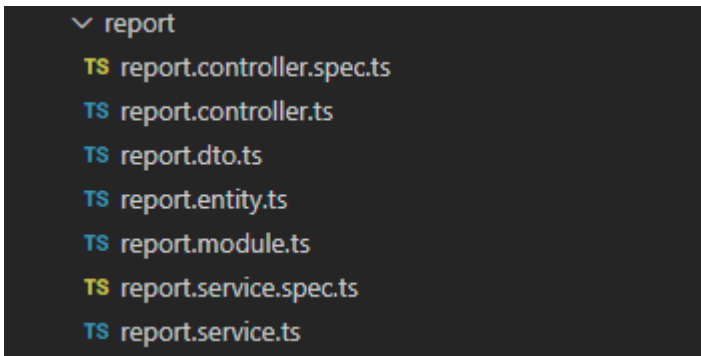 report
TS report.controller.spec.ts
TS report.controller.ts
TS report.dto.ts
TS report.entity.ts
TS report.module.ts
TS report.service.spec.ts
TS report.service.ts